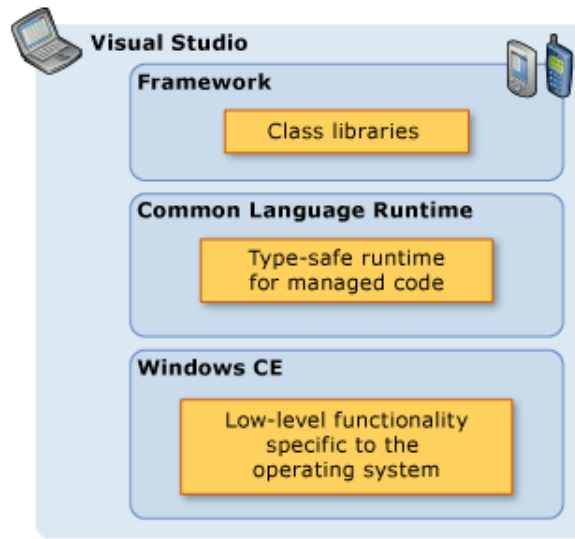 Visual Studio
Framework
Class libraries
Common Language Runtime
Type-safe runtime
for managed code
Windows CE
Low-level functionality
specific to the
operating system